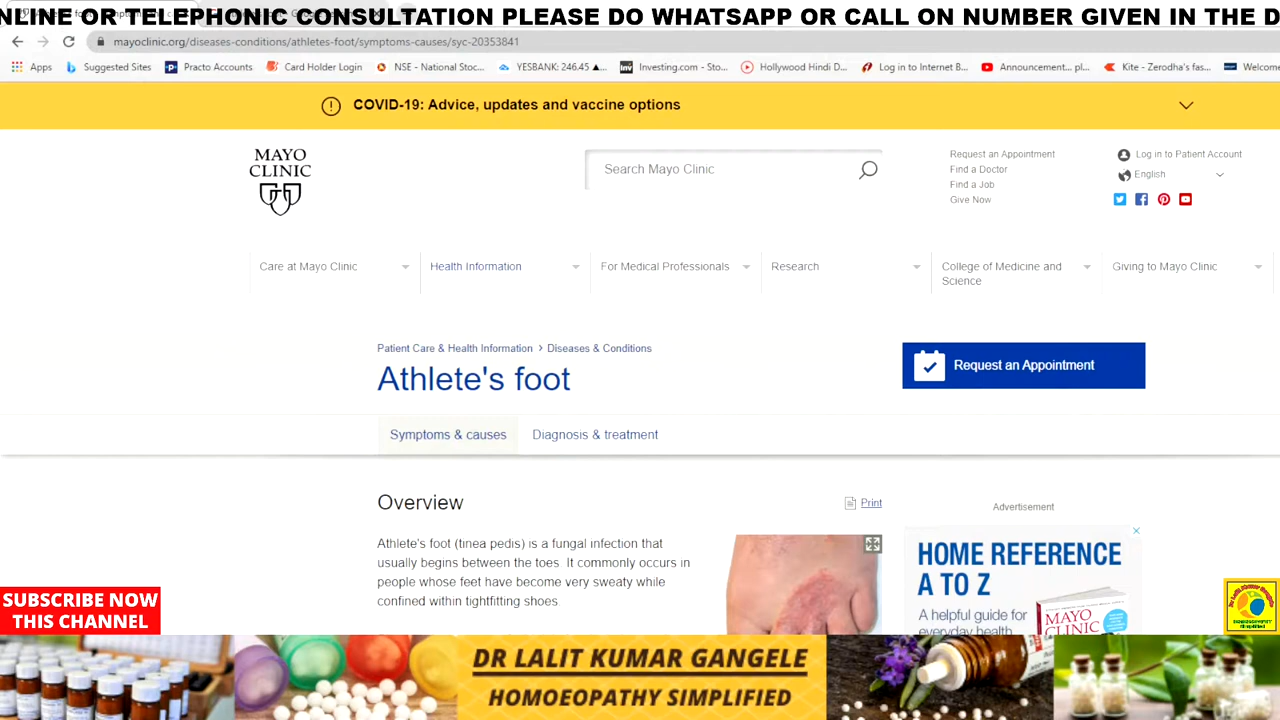 NLINE OR TELEPHONIC CONSULTATION PLEASE DO WHATSAPP OR CALL ON NUMBER GIVEN IN THE D
mayoclinic.org/diseases-conditions/athletes-foot/symptoms-causes/syc-20353841
Apps Suggested Sites Practo Accounts Card Holder Login NSE - National Stoc... YESBANK: 246.45 ▲... Investing.com - Sto... Hollywood Hindi D... Log in to Internet B... Announcement... pl... Kite - Zerodha's fas... Welcome
COVID-19: Advice, updates and vaccine options
MAYO
CLINIC
Search Mayo Clinic
Request an Appointment
Find a Doctor
Find a Job
Give Now
Log in to Patient Account
English
Care at Mayo Clinic
Health Information
For Medical Professionals
Research
College of Medicine and
Science
Giving to Mayo Clinic
Patient Care & Health Information › Diseases & Conditions
Athlete's foot
Request an Appointment
Symptoms & causes
Diagnosis & treatment
Overview
Print
Advertisement
Athlete's foot (tinea pedis) is a fungal infection that
usually begins between the toes. It commonly occurs in
people whose feet have become very sweaty while
confined within tightfitting shoes.
HOME REFERENCE
A TO Z
A helpful guide for
everyday health
MAYO
CLINIC
SUBSCRIBE NOW
THIS CHANNEL
DR LALIT KUMAR GANGELE
HOMOEOPATHY SIMPLIFIED